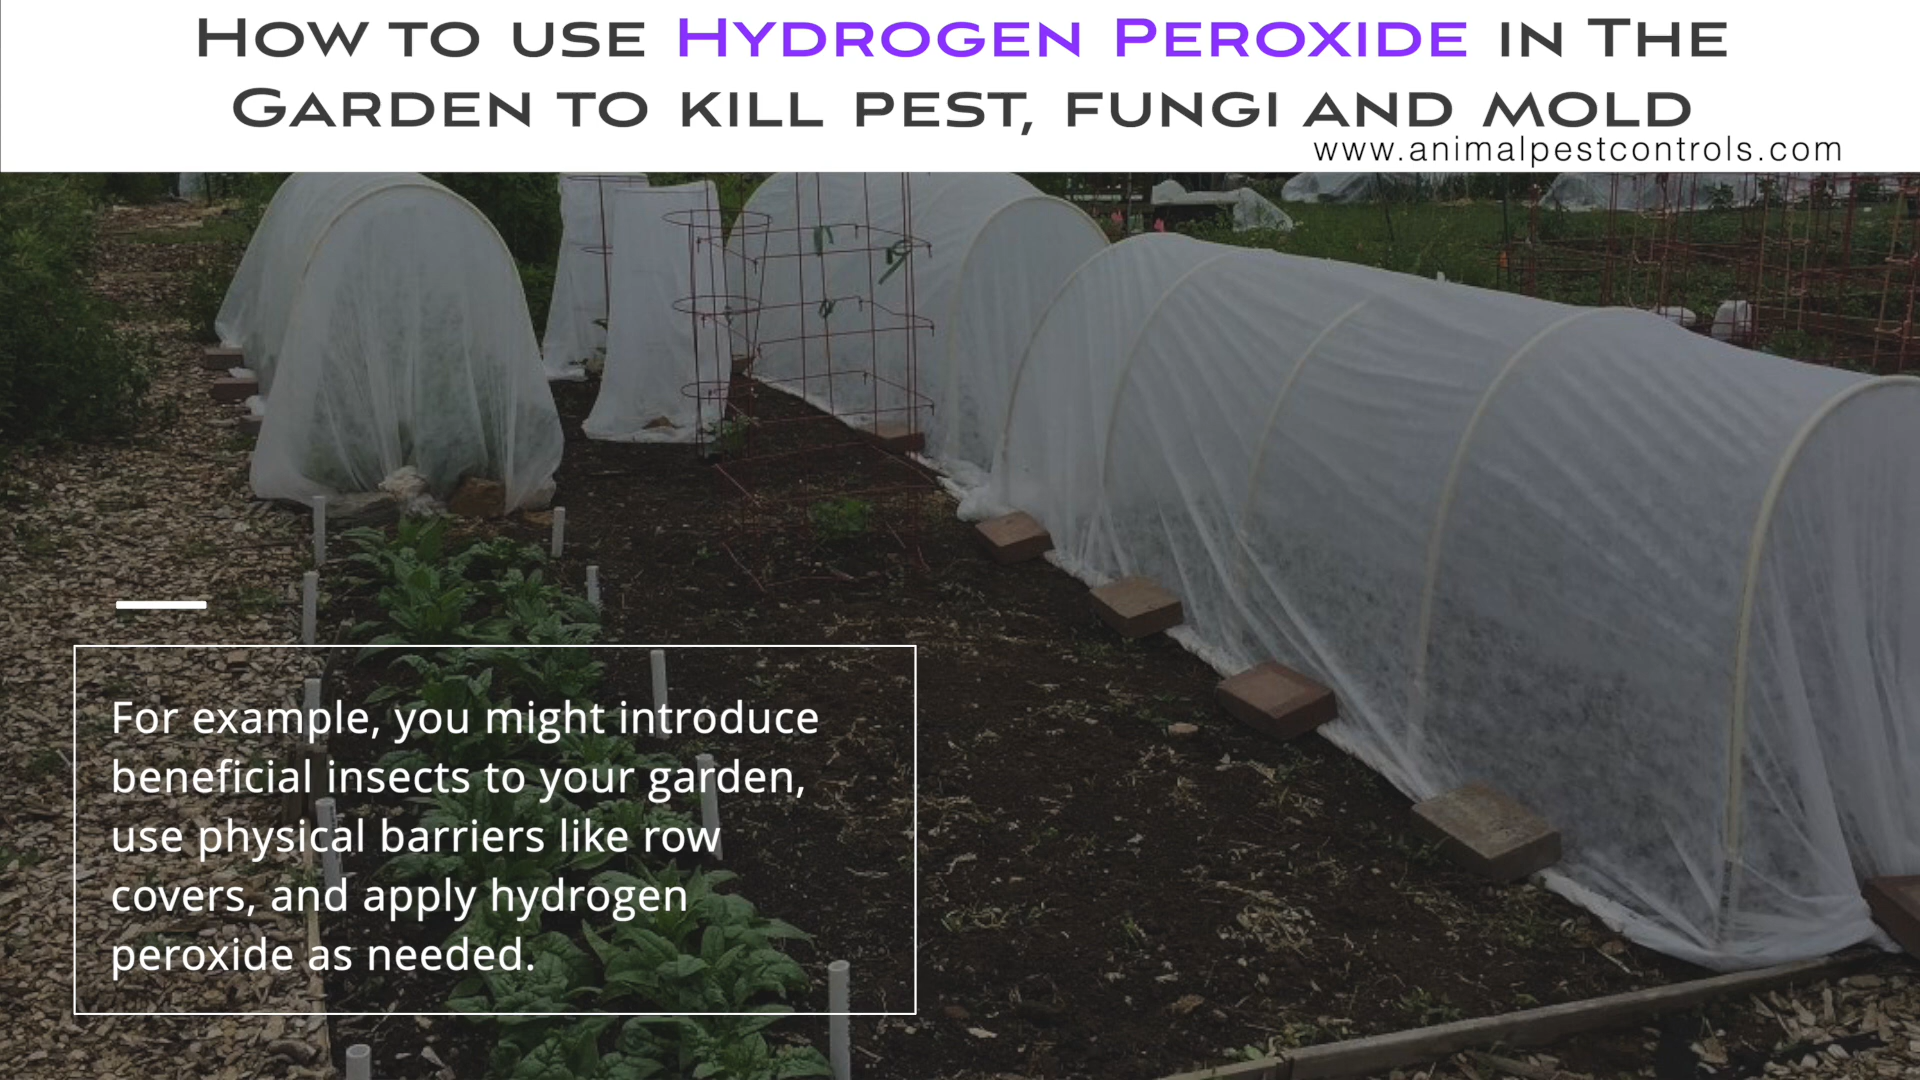 How to use Hydrogen Peroxide in The
Garden to kill pest, fungi and mold
www.animalpestcontrols.com
For example, you might introduce
beneficial insects to your garden,
use physical barriers like row
covers, and apply hydrogen
peroxide as needed.